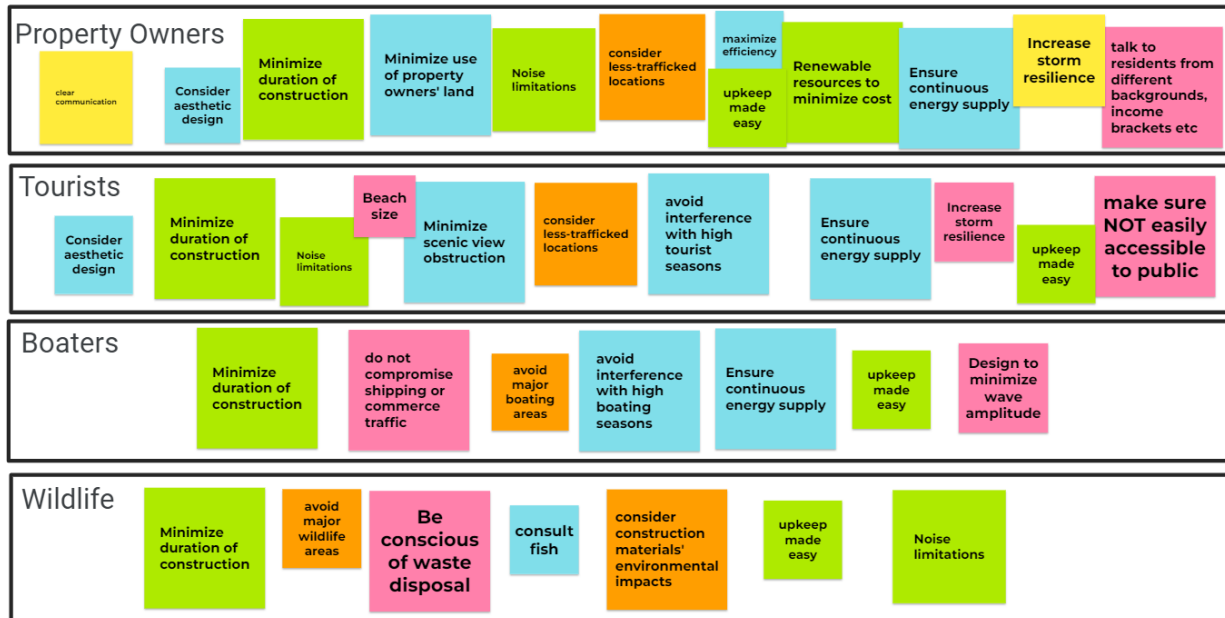 Property Owners
clear
communication
Consider
aesthetic
design
Minimize
duration of
construction
Minimize use
of property
owners' land
Noise
limitations
consider
less-trafficked
locations
maximize
efficiency
upkeep
made
easy
Renewable
resources to
minimize cost
Ensure
continuous
energy supply
Increase
storm
resilience
talk to
residents from
different
backgrounds,
income
brackets etc
Tourists
Consider
aesthetic
design
Minimize
duration of
construction
Noise
limitations
Beach
size
Minimize
scenic view
obstruction
consider
less-trafficked
locations
avoid
interference
with high
tourist
seasons
Ensure
continuous
energy supply
Increase
storm
resilience
upkeep
made
easy
make sure
NOT easily
accessible
to public
Boaters
Minimize
duration of
construction
do not
compromise
shipping or
commerce
traffic
avoid
major
boating
areas
avoid
interference
with high
boating
seasons
Ensure
continuous
energy supply
upkeep
made
easy
Design to
minimize
wave
amplitude
Wildlife
Minimize
duration of
construction
avoid
major
wildlife
areas
Be
conscious
of waste
disposal
consult
fish
consider
construction
materials'
environmental
impacts
upkeep
made
easy
Noise
limitations